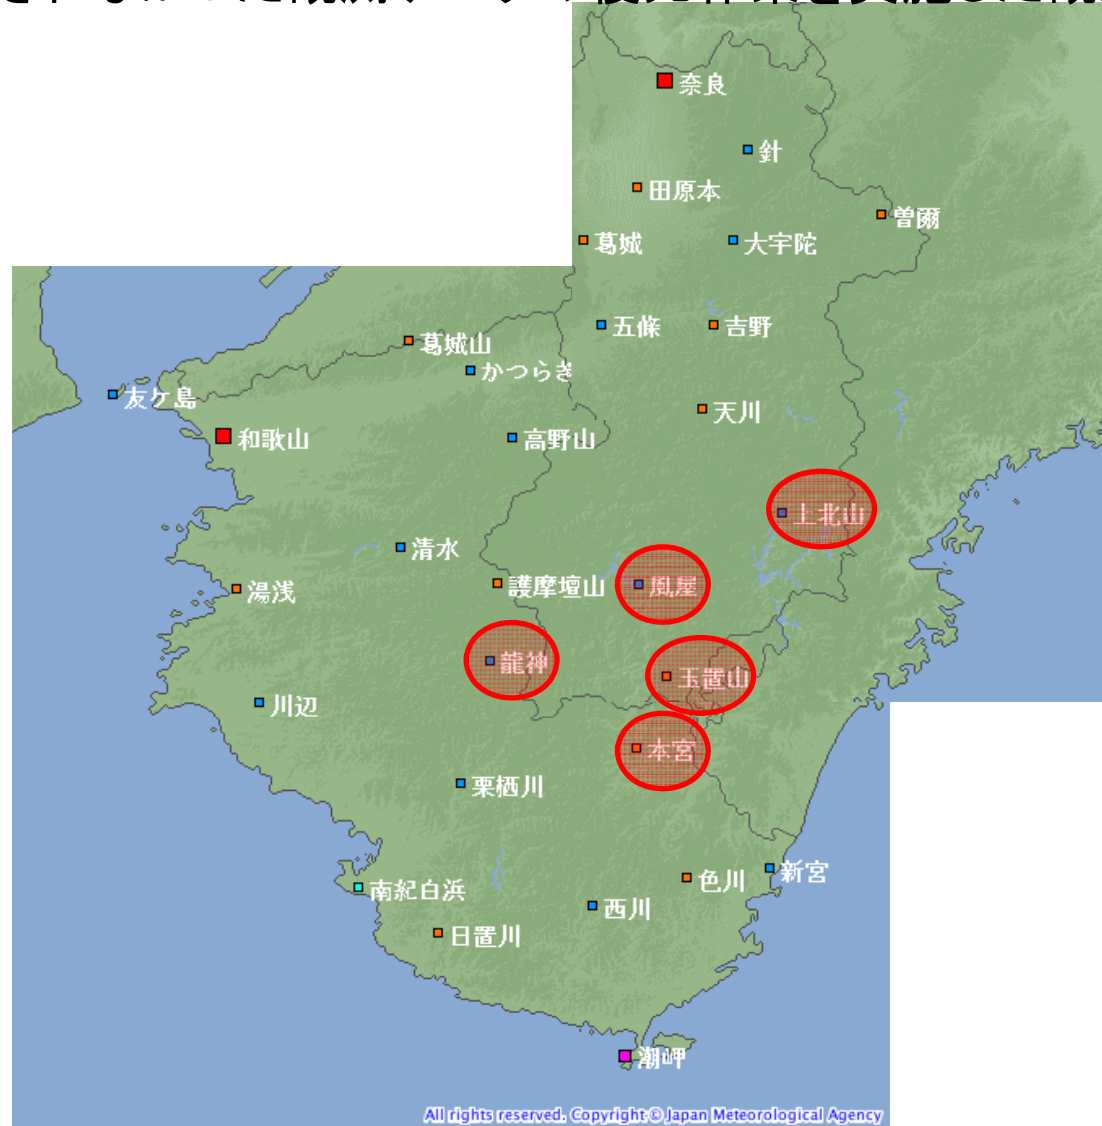 奈良
針
田原本
曽爾
葛城
大宇陀
五條
吉野
葛城山
かつらぎ
友ケ島
天川
和歌山
高野山
上北山
清水
護摩壇山
風屋
湯浅
龍神
玉置山
川辺
本宮
栗栖川
新宮
色川
南紀白浜
西川
日置川
潮岬
All rights reserved. Copyright © Japan Meteorological Agency